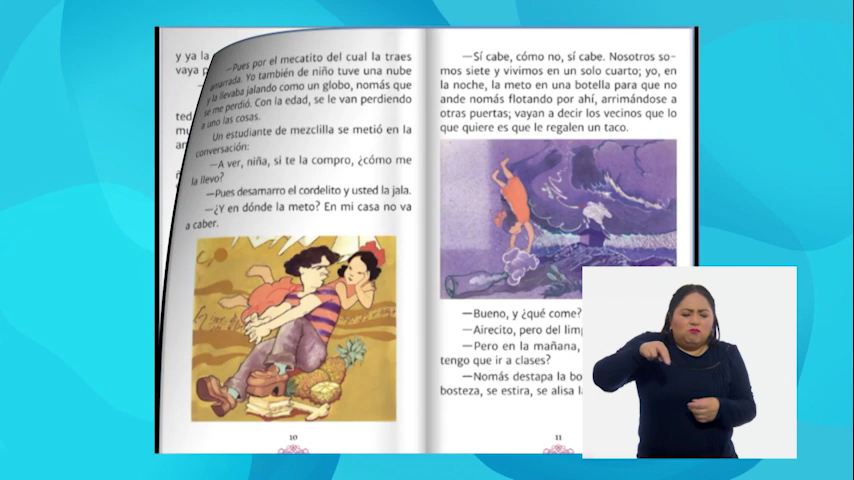 y ya la
vaya p
ted
mu
—Pues por el mecatito del cual la traes
amarrada. Yo también de niño tuve una nube
y la llevaba jalando como un globo, nomás que
se me perdió. Con la edad, se le van perdiendo
a uno las cosas.
Un estudiante de mezclilla se metió en la
conversación:
—A ver, niña, si te la compro, ¿cómo me
la llevo?
—Pues desamarro el cordelito y usted la jala.
—¿Y en dónde la meto? En mi casa no va
a caber.
10
—Sí cabe, cómo no, sí cabe. Nosotros so-
mos siete y vivimos en un solo cuarto; yo, en
la noche, la meto en una botella para que no
ande nomás flotando por ahí, arrimándose a
otras puertas; vayan a decir los vecinos que lo
que quiere es que le regalen un taco.
—Bueno, y ¿qué come?
—Airecito, pero del limp
—Pero en la mañana,
tengo que ir a clases?
—Nomás destapa la bo
bosteza, se estira, se alisa l
11